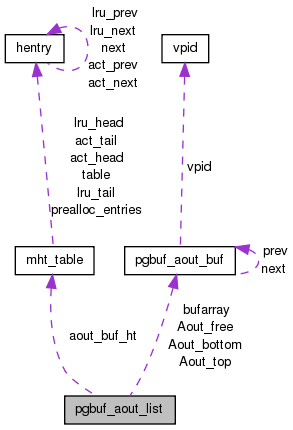 lru_prev
lru_next
next
act_prev
act_next
hentry
vpid
lru_head
act_tail
act_head
table
lru_tail
prealloc_entries
vpid
mht_table
pgbuf_aout_buf
prev
next
aout_buf_ht
bufarray
Aout_free
Aout_bottom
Aout_top
pgbuf_aout_list